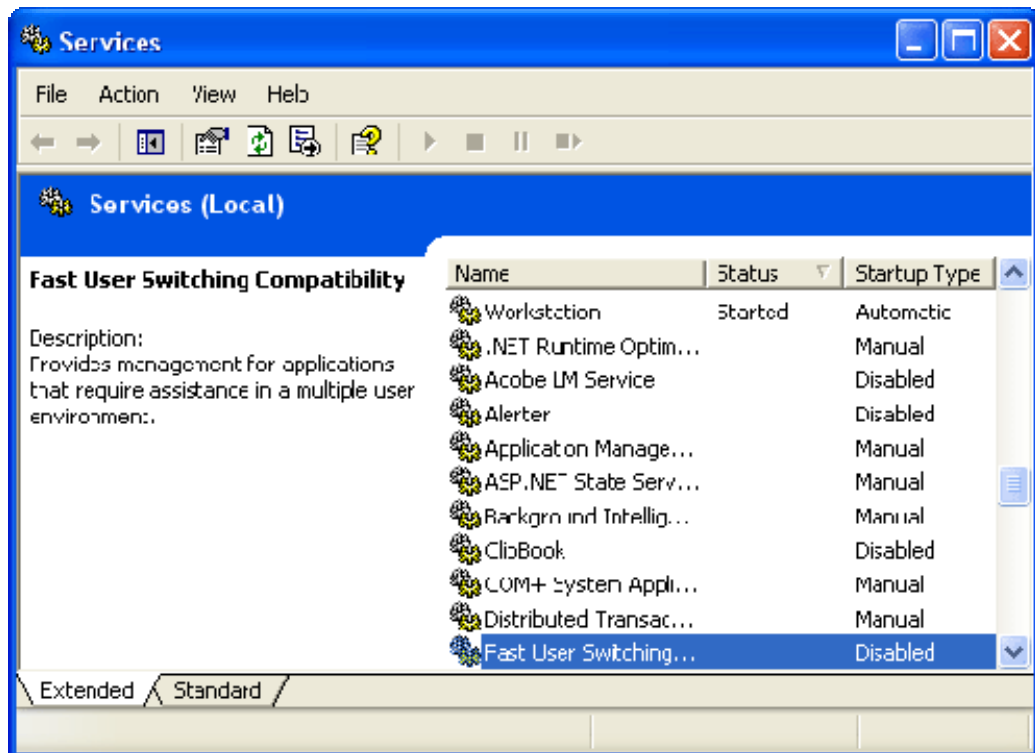 Services
File Action View Help
Services (Local)
Fast User Switching Compatibility
Description:
Provides management for applications
that require assistance in a multiple user
environment.
Name Status Startup Type
Workstation Started Automatic
.NET Runtime Optim... Manual
Adobe LM Service Disabled
Alerter Disabled
Application Manage... Manual
ASP.NET State Serv... Manual
Background Intellig... Manual
ClipBook Disabled
COM+ System Appli... Manual
Distributed Transac... Manual
Fast User Switching... Disabled
Extended Standard